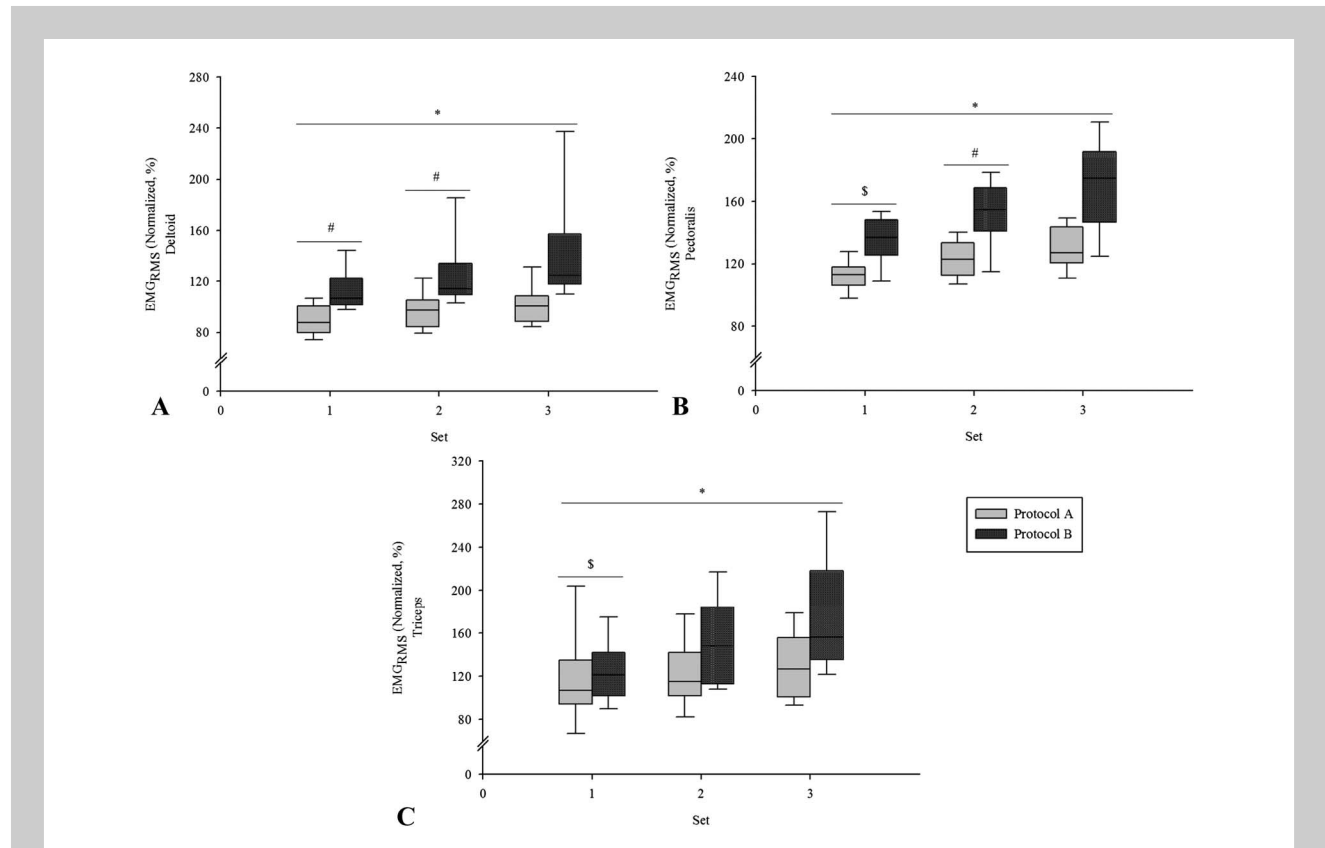 280
240
200
160
120
80
0
EMG_RMS (Normalized, %)
Deltoid
*
#
#
0 1 2 3
Set
A
240
200
160
120
80
0
EMG_RMS (Normalized, %)
Pectoralis
*
#
$
0 1 2 3
Set
B
320
280
240
200
160
120
80
0
EMG_RMS (Normalized, %)
Triceps
*
$
0 1 2 3
Set
C
Protocol A
Protocol B